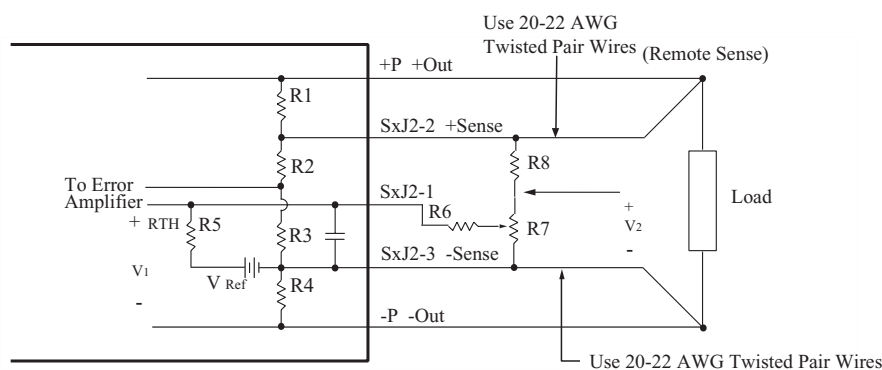 Use 20-22 AWG
Twisted Pair Wires
(Remote Sense)
+P +Out
R1
SxJ2-2 +Sense
R2
R8
To Error
Amplifier
SxJ2-1
Load
+
RTH
R5
R6
R3
R7
+
V2
-
V1
SxJ2-3 -Sense
V Ref
R4
-
-P -Out
Use 20-22 AWG Twisted Pair Wires